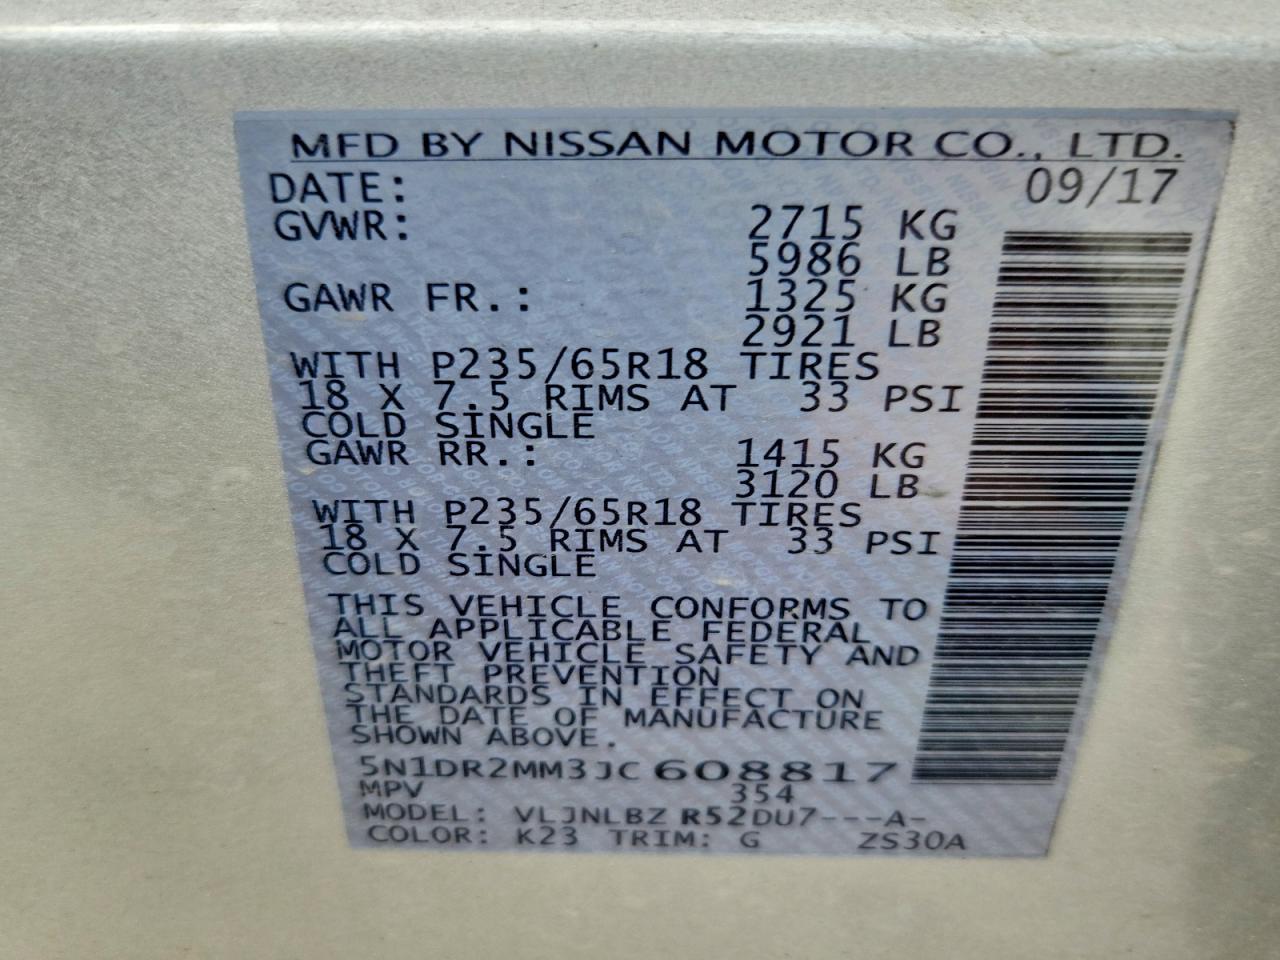 MFD BY NISSAN MOTOR CO., LTD.
DATE: 09/17
GVWR: 2715 KG
5986 LB
GAWR FR.: 1325 KG
2921 LB
WITH P235/65R18 TIRES
18 X 7.5 RIMS AT 33 PSI
COLD SINGLE
GAWR RR.: 1415 KG
3120 LB
WITH P235/65R18 TIRES
18 X 7.5 RIMS AT 33 PSI
COLD SINGLE
THIS VEHICLE CONFORMS TO
ALL APPLICABLE FEDERAL
MOTOR VEHICLE SAFETY AND
THEFT PREVENTION
STANDARDS IN EFFECT ON
THE DATE OF MANUFACTURE
SHOWN ABOVE.
5N1DR2MM3JC608817
MPV 354
MODEL: VLJNLBZ R52DU7---A-
COLOR: K23 TRIM: G ZS30A